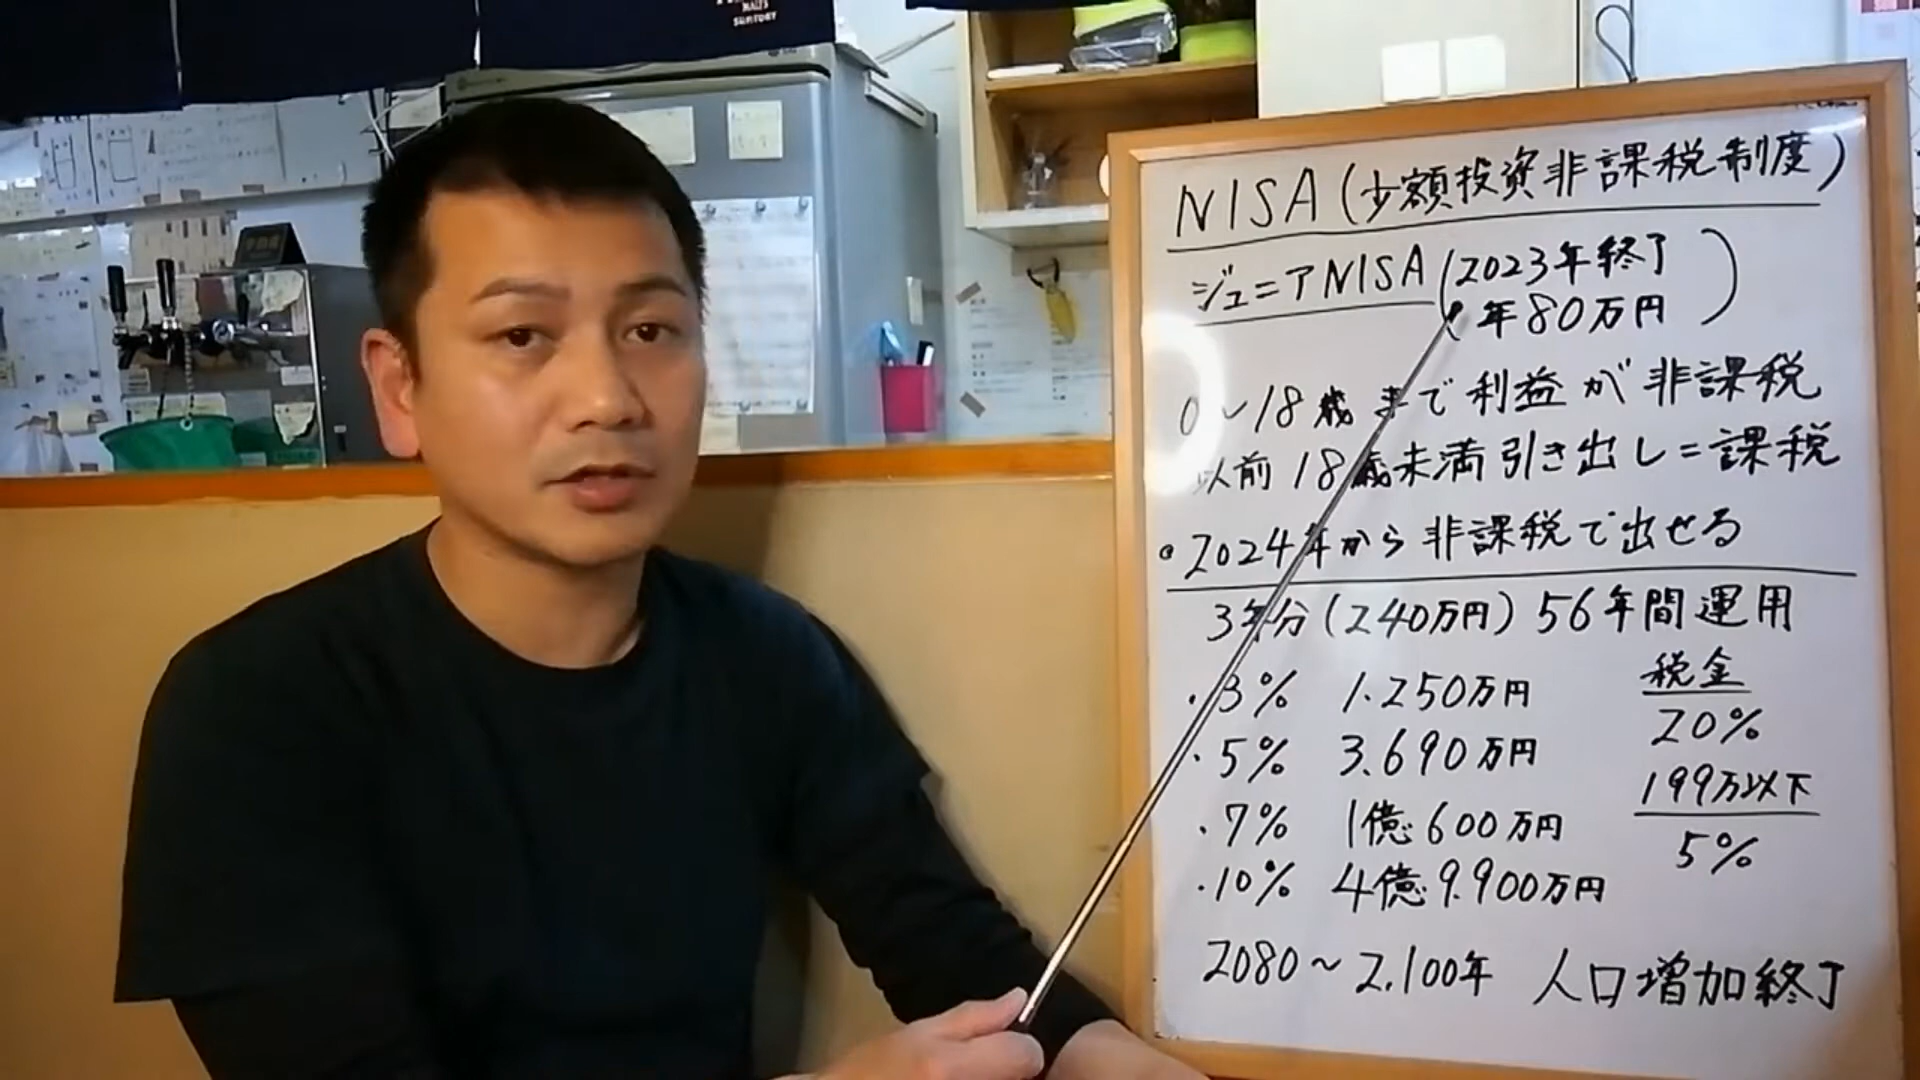 MALT'S
SUNTORY
NISA(少額投資非課税制度)
ジュニアNISA(2023年終了
年80万円)
0~18歳まで利益が非課税
以前18歳未満引き出し=課税
•2024年から非課税で出せる
3年分(240万円)56年間運用
・3% 1.250万円
・5% 3.690万円
・7% 1億600万円
・10% 4億9.900万円
税金
20%
199万以下
5%
2080~2.100年 人口増加終了